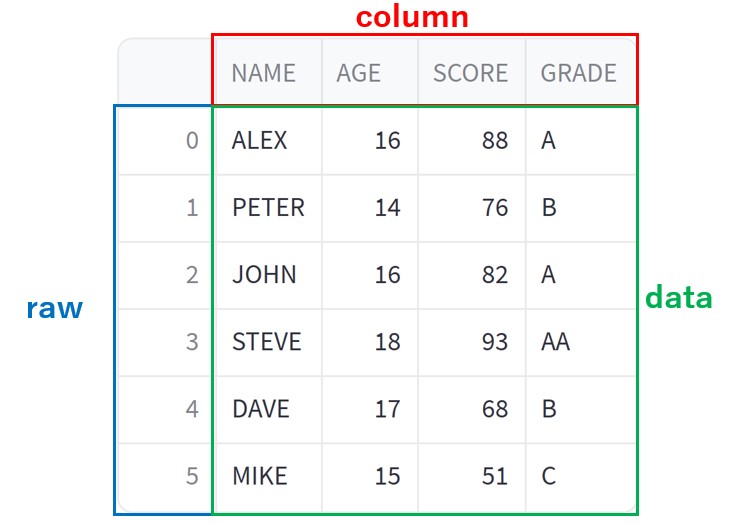 column
NAME AGE SCORE GRADE
0 ALEX 16 88 A
1 PETER 14 76 B
2 JOHN 16 82 A
raw
data
3 STEVE 18 93 AA
4 DAVE 17 68 B
5 MIKE 15 51 C